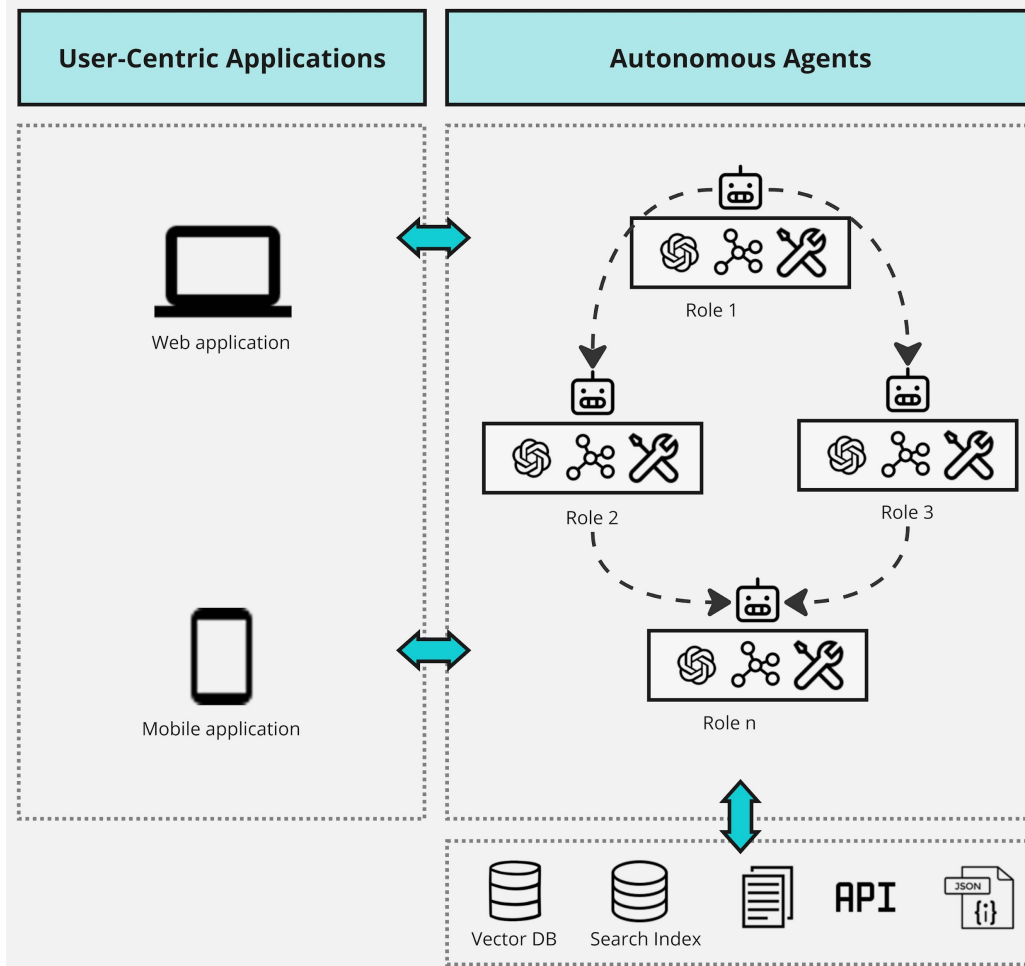 User-Centric Applications
Autonomous Agents
Web application
Role 1
Role 2
Role 3
Mobile application
Role n
Vector DB
Search Index
API
JSON
{i}